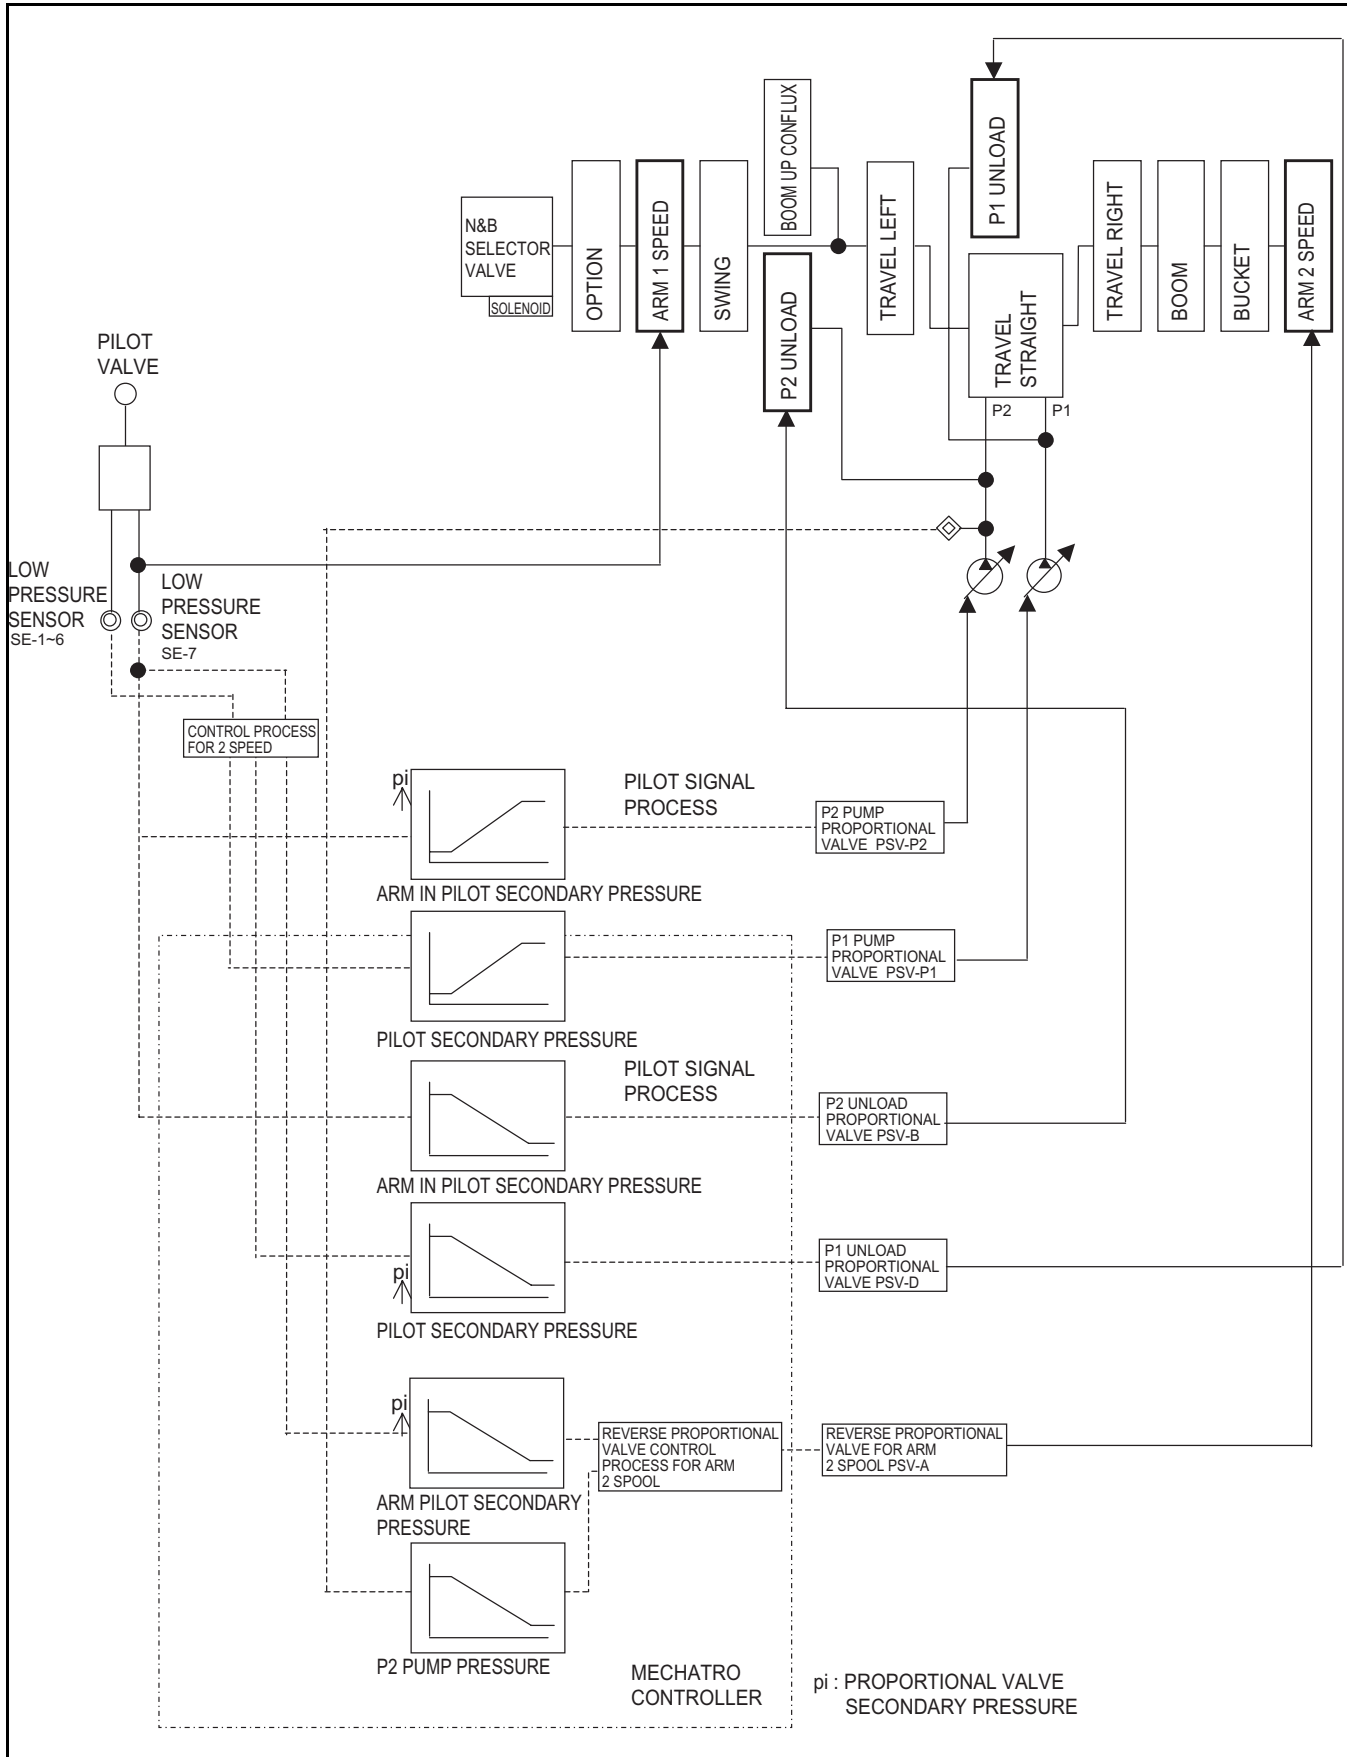 P1 UNLOAD
BOOM UP CONFLUX
N&B
SELECTOR
VALVE
SOLENOID
OPTION
ARM 1 SPEED
SWING
P2 UNLOAD
TRAVEL LEFT
TRAVEL
STRAIGHT
TRAVEL RIGHT
BOOM
BUCKET
ARM 2 SPEED
P2
P1
PILOT
VALVE
LOW
PRESSURE
SENSOR
SE-1~6
LOW
PRESSURE
SENSOR
SE-7
CONTROL PROCESS
FOR 2 SPEED
pi
PILOT SIGNAL
PROCESS
P2 PUMP
PROPORTIONAL
VALVE PSV-P2
ARM IN PILOT SECONDARY PRESSURE
P1 PUMP
PROPORTIONAL
VALVE PSV-P1
PILOT SECONDARY PRESSURE
PILOT SIGNAL
PROCESS
P2 UNLOAD
PROPORTIONAL
VALVE PSV-B
ARM IN PILOT SECONDARY PRESSURE
P1 UNLOAD
PROPORTIONAL
VALVE PSV-D
pi
PILOT SECONDARY PRESSURE
pi
REVERSE PROPORTIONAL
VALVE CONTROL
PROCESS FOR ARM
2 SPOOL
REVERSE PROPORTIONAL
VALVE FOR ARM
2 SPOOL PSV-A
ARM PILOT SECONDARY
PRESSURE
P2 PUMP PRESSURE
MECHATRO
CONTROLLER
pi : PROPORTIONAL VALVE
SECONDARY PRESSURE